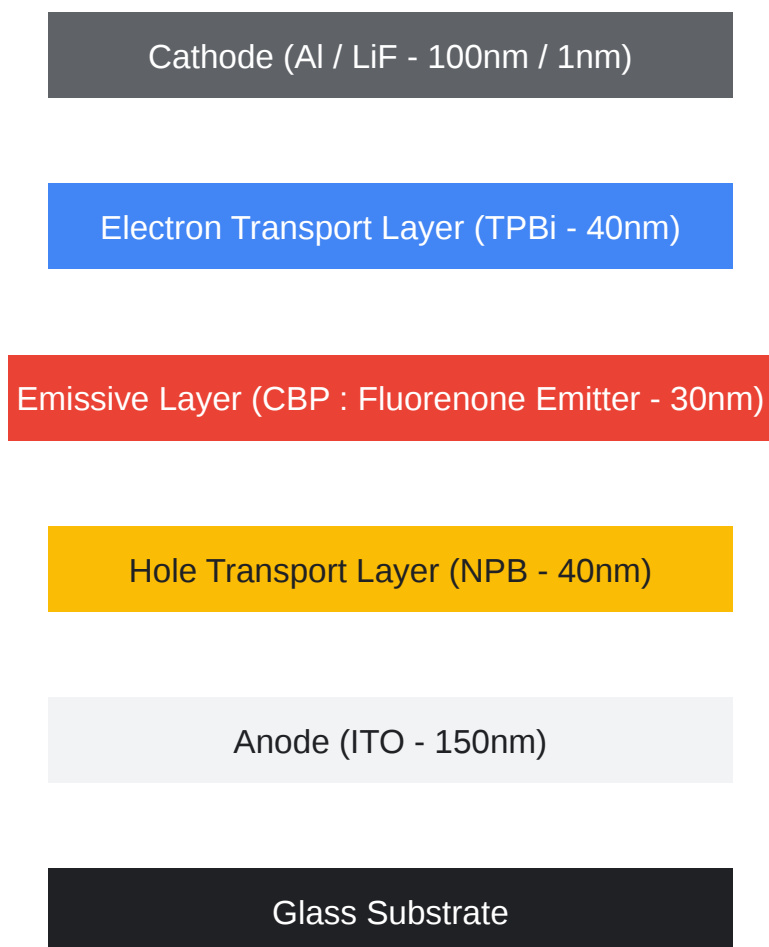 Cathode (Al / LiF - 100nm / 1nm)
Electron Transport Layer (TPBi - 40nm)
Emissive Layer (CBP : Fluorenone Emitter - 30nm)
Hole Transport Layer (NPB - 40nm)
Anode (ITO - 150nm)
Glass Substrate